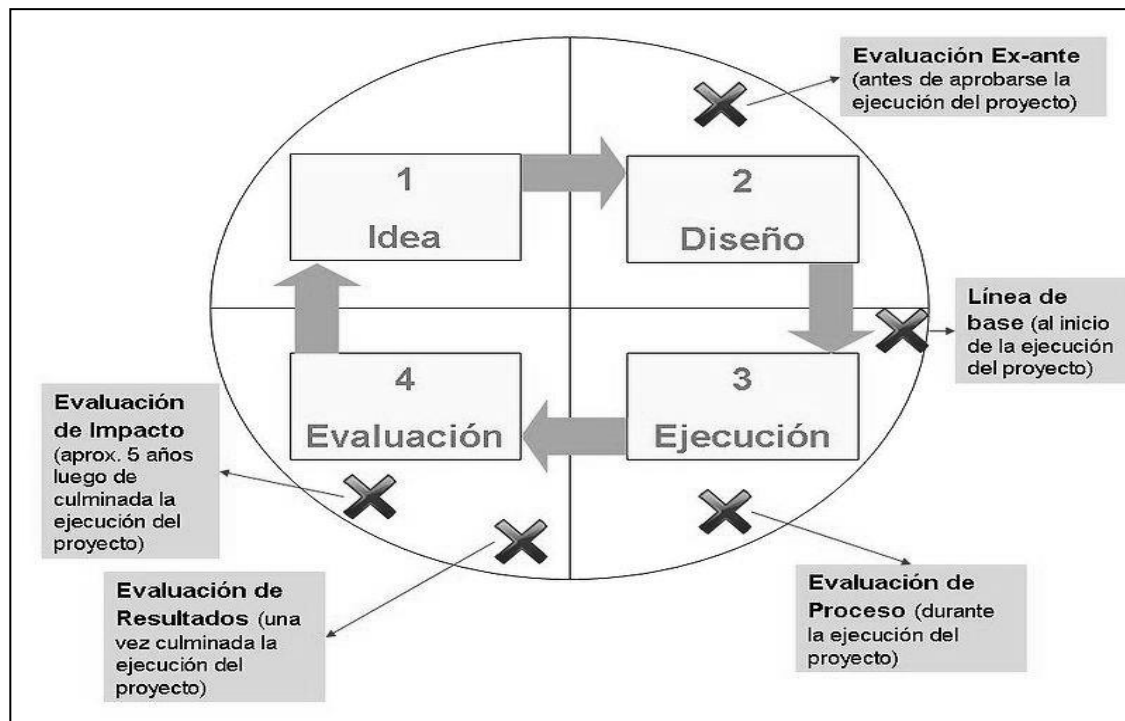 Evaluación Ex-ante
(antes de aprobarse la
ejecución del proyecto)
1
Idea
2
Diseño
Línea de
base (al inicio
de la ejecución
del proyecto)
4
Evaluación
3
Ejecución
Evaluación
de Impacto
(aprox. 5 años
luego de
culminada la
ejecución del
proyecto)
Evaluación de
Resultados (una
vez culminada la
ejecución del
proyecto)
Evaluación de
Proceso (durante
la ejecución del
proyecto)